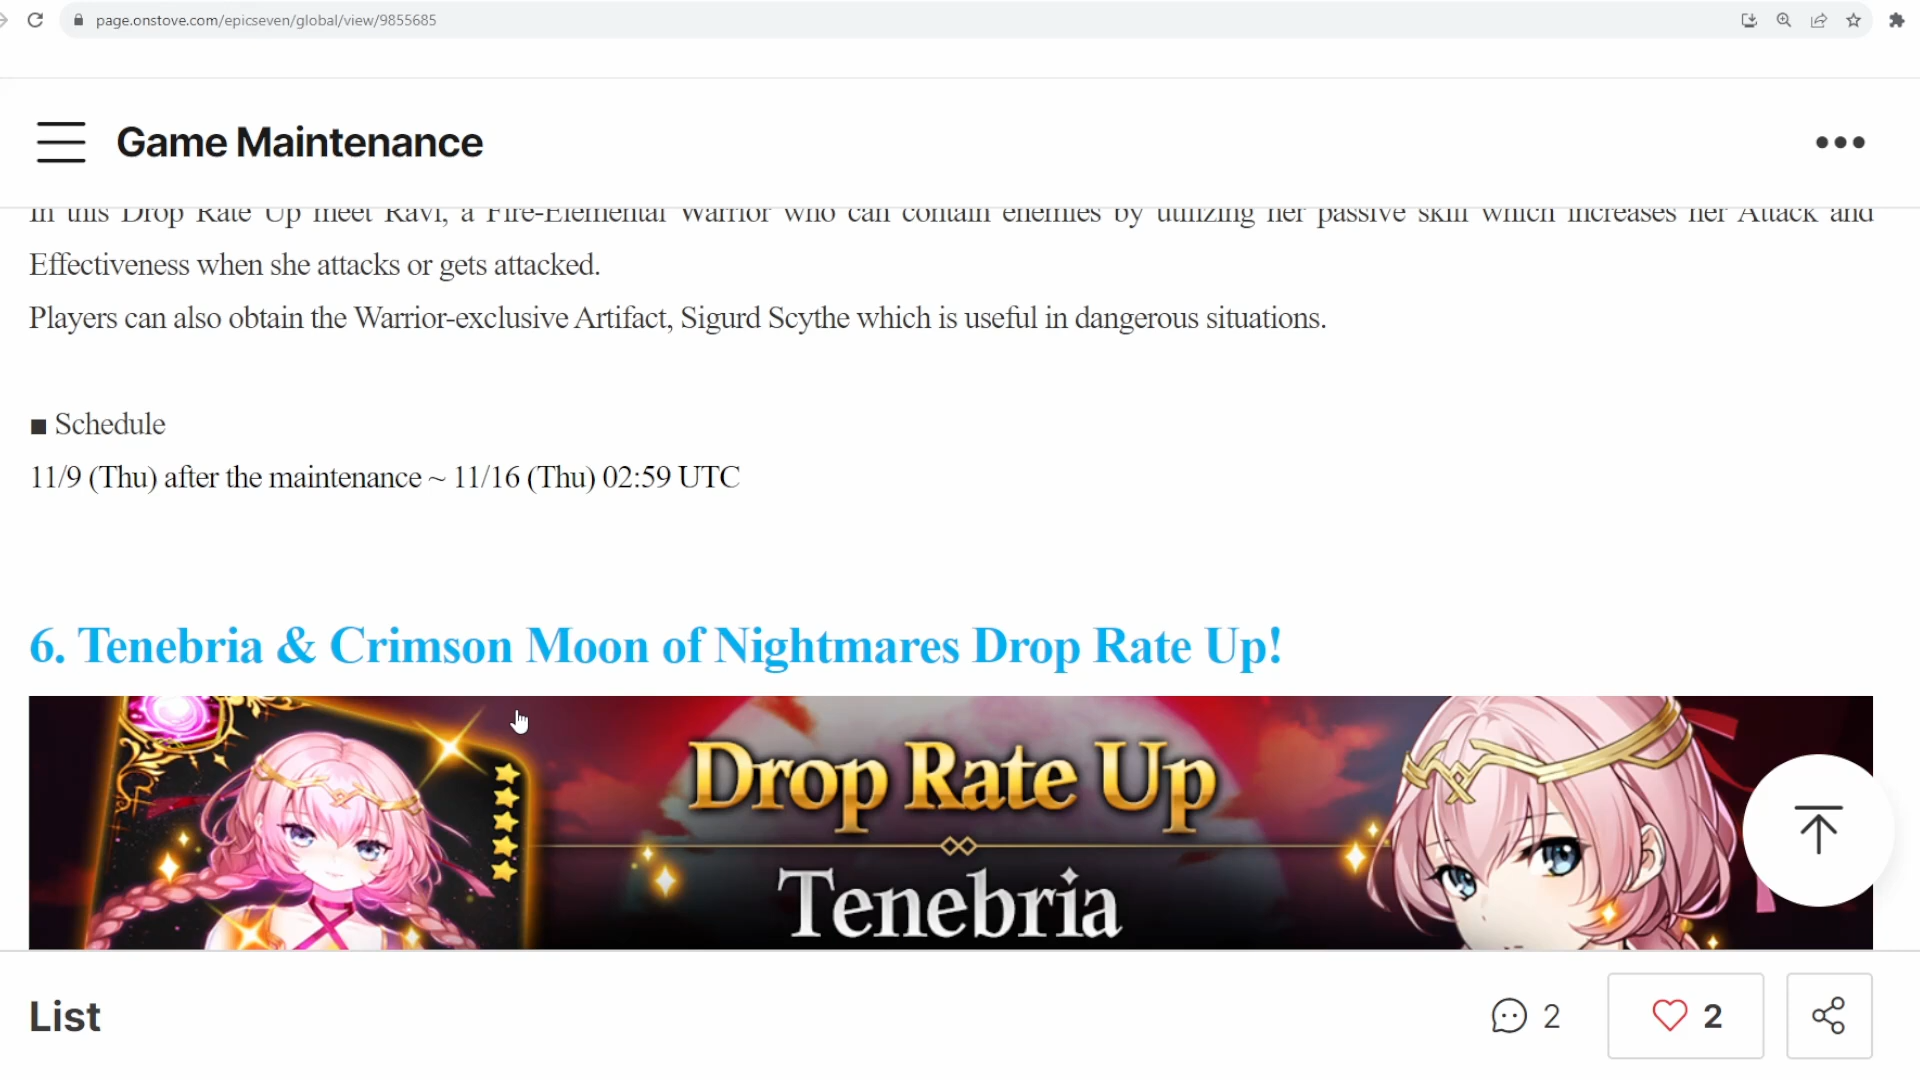 page.onstove.com/epicseven/global/view/9855685
Game Maintenance
In this Drop Rate Up meet Ravi, a Fire-Elemental Warrior who can contain enemies by utilizing her passive skill which increases her Attack and
Effectiveness when she attacks or gets attacked.
Players can also obtain the Warrior-exclusive Artifact, Sigurd Scythe which is useful in dangerous situations.
■ Schedule
11/9 (Thu) after the maintenance ~ 11/16 (Thu) 02:59 UTC
6. Tenebria & Crimson Moon of Nightmares Drop Rate Up!
Drop Rate Up
Tenebria
List
2
2